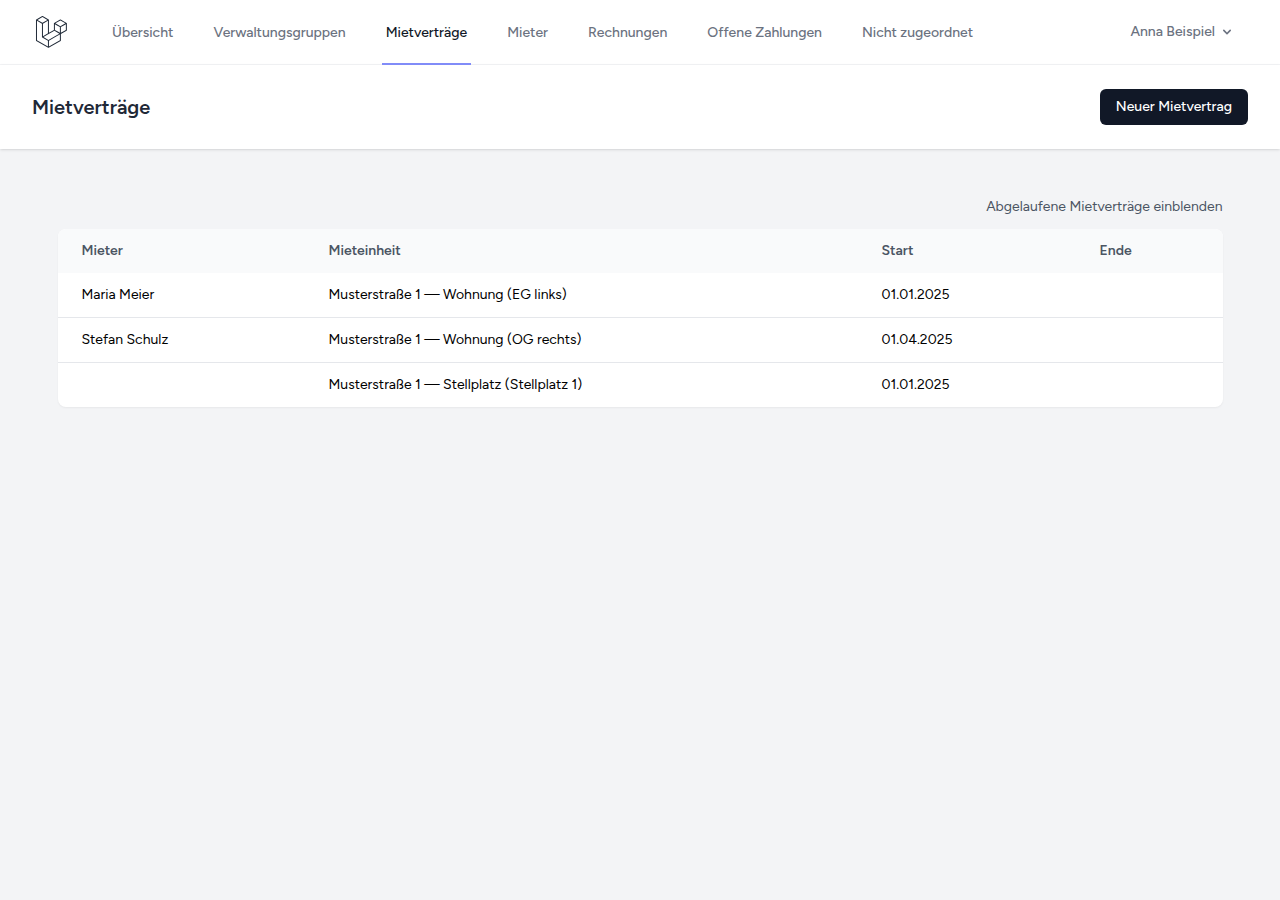 Übersicht Verwaltungsgruppen Mietverträge Mieter Rechnungen Offene Zahlungen Nicht zugeordnet Anna Beispiel
Mietverträge Neuer Mietvertrag
Abgelaufene Mietverträge einblenden
Mieter Mieteinheit Start Ende
Maria Meier Musterstraße 1 — Wohnung (EG links) 01.01.2025
Stefan Schulz Musterstraße 1 — Wohnung (OG rechts) 01.04.2025
Musterstraße 1 — Stellplatz (Stellplatz 1) 01.01.2025